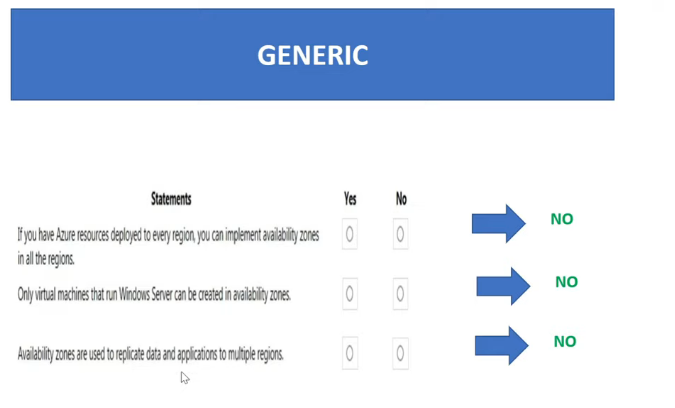 GENERIC
Statements Yes No
If you have Azure resources deployed to every region, you can implement availability zones
in all the regions.
NO
Only virtual machines that run Windows Server can be created in availability zones.
NO
Availability zones are used to replicate data and applications to multiple regions.
NO